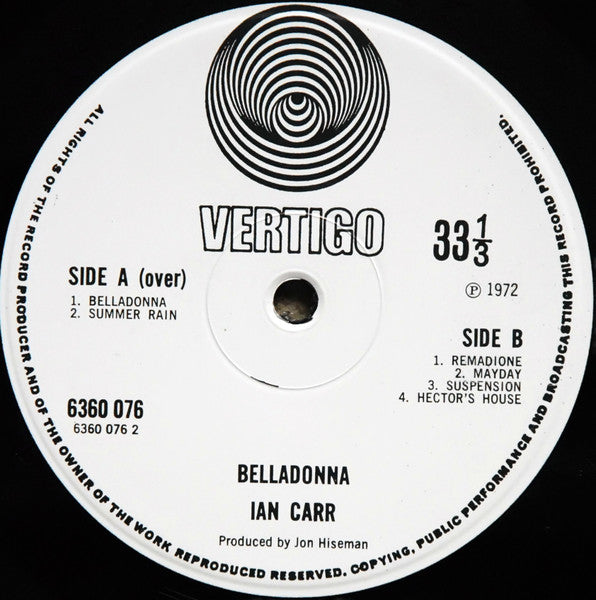 VERTIGO
33 1/3
SIDE A (over)
1. BELLADONNA
2. SUMMER RAIN
℗ 1972
SIDE B
1. REMADIONE
2. MAYDAY
3. SUSPENSION
4. HECTOR'S HOUSE
6360 076
6360 076 2
BELLADONNA
IAN CARR
Produced by Jon Hiseman
ALL RIGHTS OF THE RECORD PRODUCER AND OF THE OWNER OF THE WORK REPRODUCED RESERVED. COPYING, PUBLIC PERFORMANCE AND BROADCASTING THIS RECORD PROHIBITED.